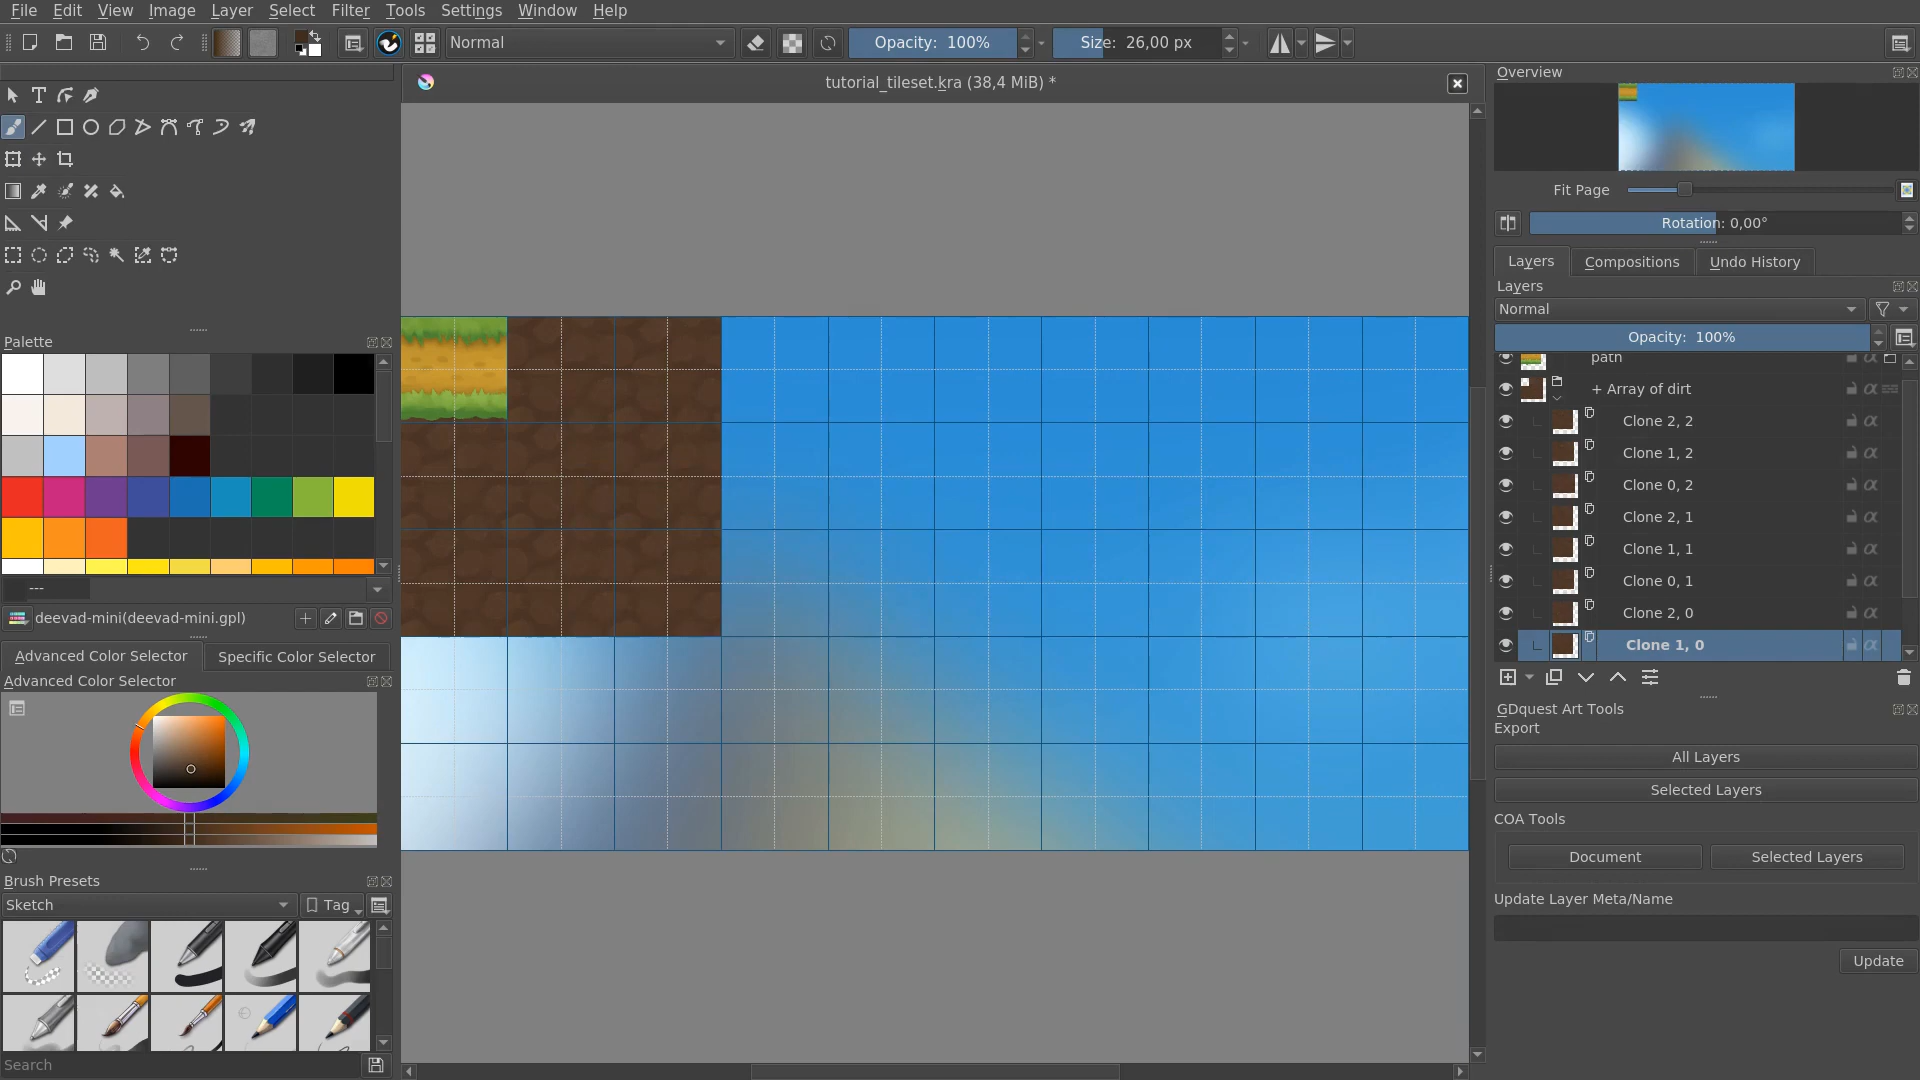 File Edit View Image Layer Select Filter Tools Settings Window Help
Normal Opacity: 100% Size: 26,00 px
tutorial_tileset.kra (38,4 MiB) *
Overview
Fit Page
Rotation: 0,00°
Layers Compositions Undo History
Layers
Normal
Opacity: 100%
path
+ Array of dirt
Clone 2, 2
Clone 1, 2
Clone 0, 2
Clone 2, 1
Clone 1, 1
Clone 0, 1
Clone 2, 0
Clone 1, 0
GDquest Art Tools
Export
All Layers
Selected Layers
COA Tools
Document Selected Layers
Update Layer Meta/Name
Update
Palette
---
deevad-mini(deevad-mini.gpl)
Advanced Color Selector Specific Color Selector
Advanced Color Selector
Brush Presets
Sketch Tag
Search